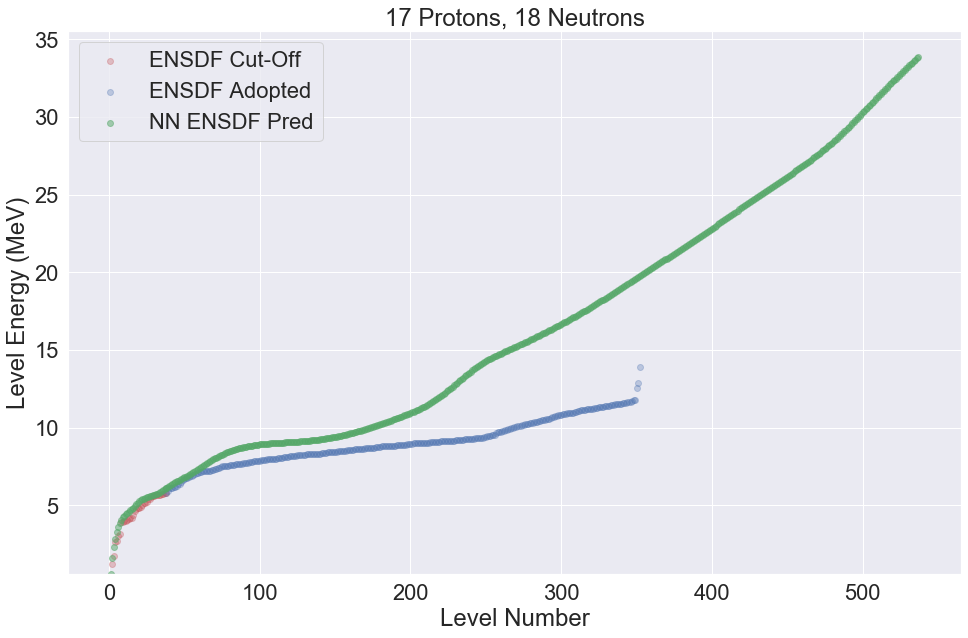 17 Protons, 18 Neutrons
35
30
25
20
15
10
5
Level Energy (MeV)
ENSDF Cut-Off
ENSDF Adopted
NN ENSDF Pred
0 100 200 300 400 500
Level Number